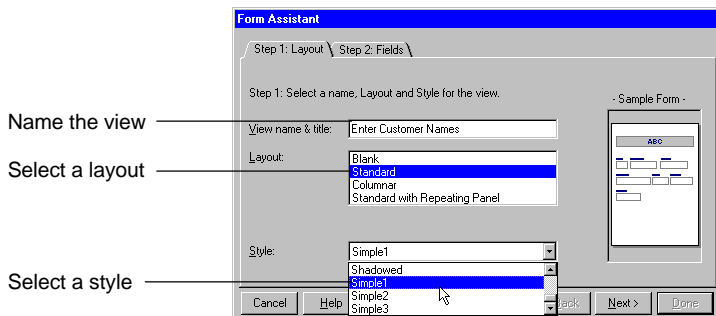 Form Assistant
Step 1: Layout
Step 2: Fields
Step 1: Select a name, Layout and Style for the view.
- Sample Form -
Name the view
View name & title:
Enter Customer Names
ABC
Select a layout
Layout:
Blank
Standard
Columnar
Standard with Repeating Panel
Style:
Simple1
Select a style
Shadowed
Simple1
Simple2
Simple3
Cancel
Help
Next >
Done